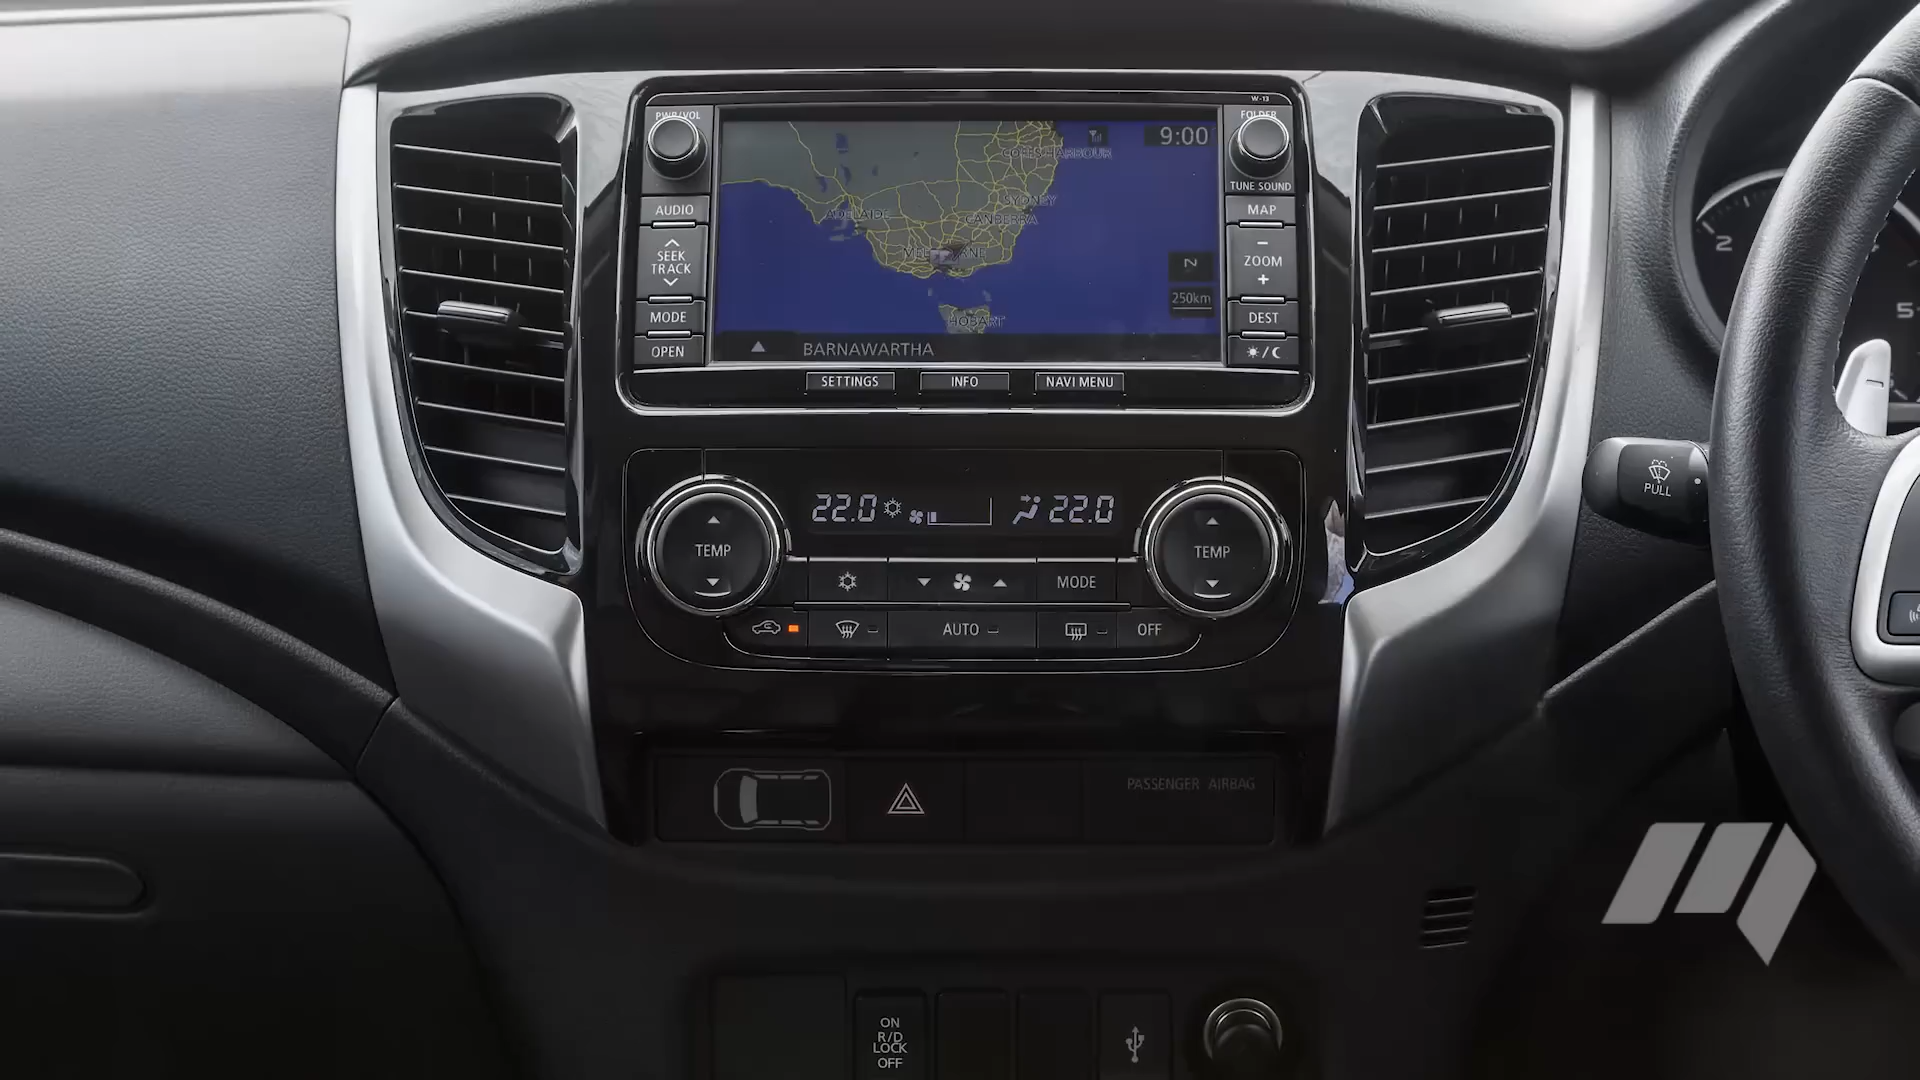 W-13
PWR/VOL
FOLDER
9:00
COFFS HARBOUR
TUNE SOUND
AUDIO
ADELAIDE
SYDNEY
CANBERRA
MAP
SEEK
TRACK
MELBOURNE
N
-
ZOOM
+
250km
MODE
HOBART
DEST
OPEN
BARNAWARTHA
SETTINGS
INFO
NAVI MENU
2
5
PULL
22.0
22.0
TEMP
TEMP
MODE
AUTO
OFF
PASSENGER AIRBAG
ON
R/D
LOCK
OFF